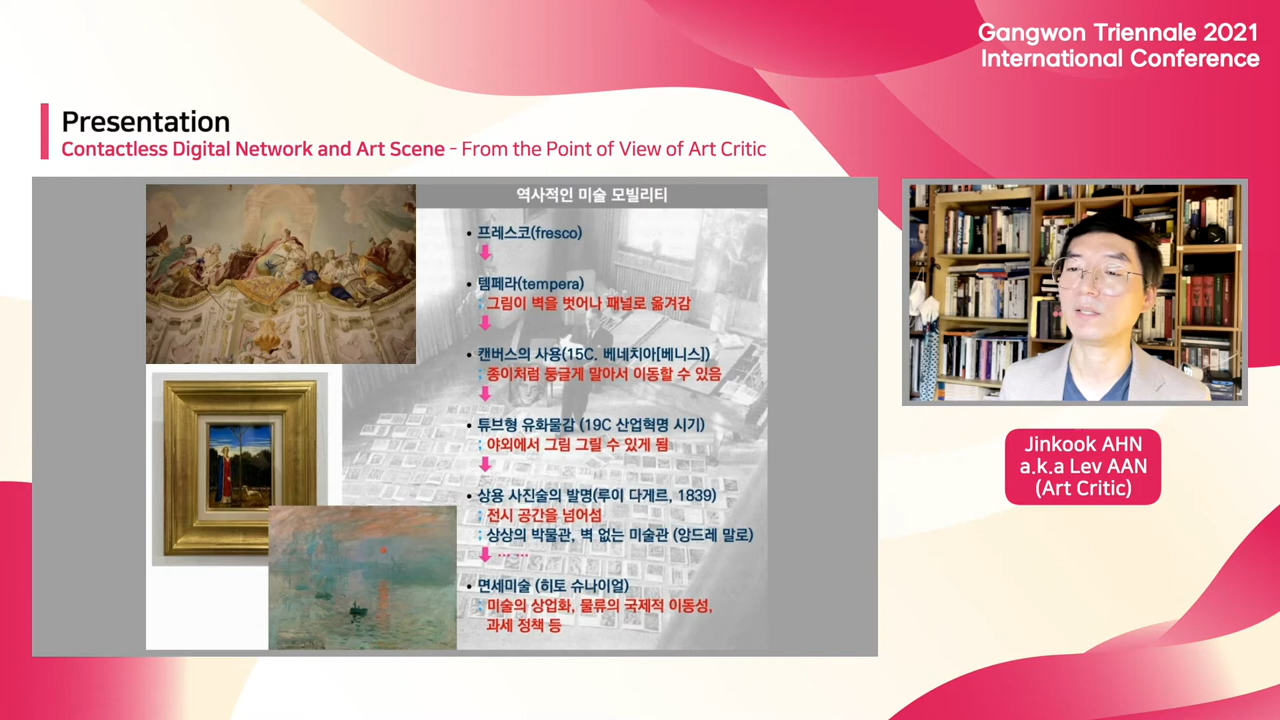 Gangwon Triennale 2021
International Conference
Presentation
Contactless Digital Network and Art Scene - From the Point of View of Art Critic
역사적인 미술 모빌리티
• 프레스코(fresco)
• 템페라(tempera)
; 그림이 벽을 벗어나 패널로 옮겨감
• 캔버스의 사용(15C. 베네치아[베니스])
; 종이처럼 둥글게 말아서 이동할 수 있음
• 튜브형 유화물감 (19C 산업혁명 시기)
; 야외에서 그림 그릴 수 있게 됨
• 상용 사진술의 발명(루이 다게르, 1839)
; 전시 공간을 넘어섬
; 상상의 박물관, 벽 없는 미술관 (앙드레 말로)
... ...
• 면세미술 (히토 슈나이얼)
; 미술의 상업화, 물류의 국제적 이동성,
과세 정책 등
Jinkook AHN
a.k.a Lev AAN
(Art Critic)